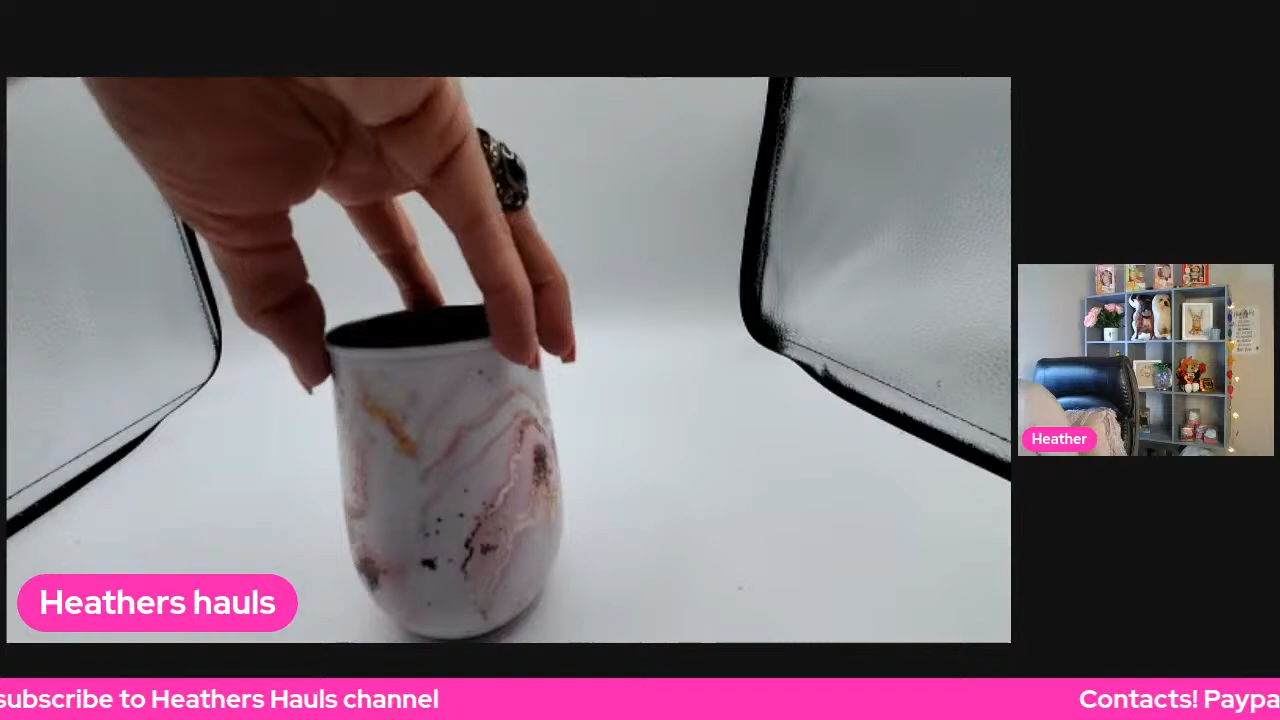 Heather
Heathers hauls
subscribe to Heathers Hauls channel
Contacts! Paypa